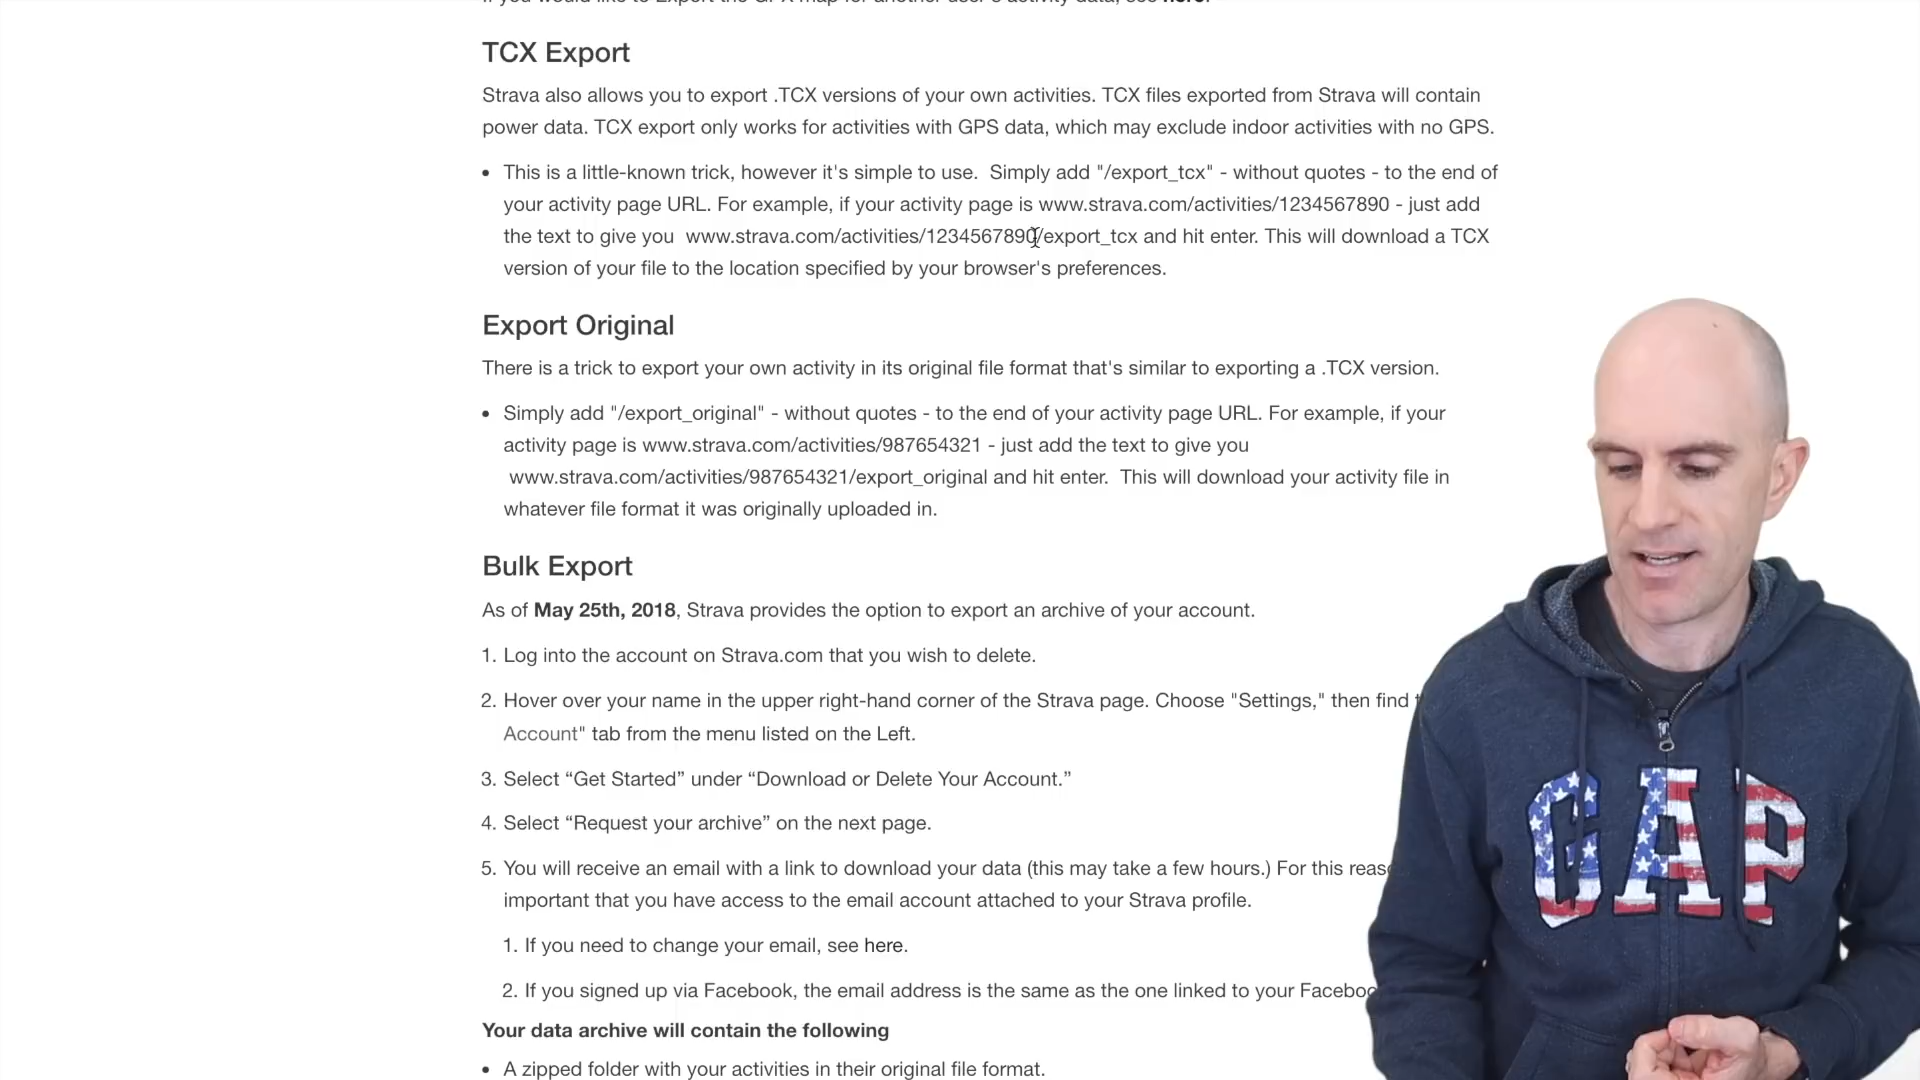 If you would like to Export the GPX map for another user's activity data, see here.
TCX Export
Strava also allows you to export .TCX versions of your own activities. TCX files exported from Strava will contain
power data. TCX export only works for activities with GPS data, which may exclude indoor activities with no GPS.
• This is a little-known trick, however it's simple to use.  Simply add "/export_tcx" - without quotes - to the end of
your activity page URL. For example, if your activity page is www.strava.com/activities/1234567890 - just add
the text to give you  www.strava.com/activities/1234567890/export_tcx and hit enter. This will download a TCX
version of your file to the location specified by your browser's preferences.
Export Original
There is a trick to export your own activity in its original file format that's similar to exporting a .TCX version.
• Simply add "/export_original" - without quotes - to the end of your activity page URL. For example, if your
activity page is www.strava.com/activities/987654321 - just add the text to give you
www.strava.com/activities/987654321/export_original and hit enter.  This will download your activity file in
whatever file format it was originally uploaded in.
Bulk Export
As of May 25th, 2018, Strava provides the option to export an archive of your account.
1. Log into the account on Strava.com that you wish to delete.
2. Hover over your name in the upper right-hand corner of the Strava page. Choose "Settings," then find
Account" tab from the menu listed on the Left.
3. Select “Get Started” under “Download or Delete Your Account.”
4. Select “Request your archive” on the next page.
5. You will receive an email with a link to download your data (this may take a few hours.) For this
important that you have access to the email account attached to your Strava profile.
1. If you need to change your email, see here.
2. If you signed up via Facebook, the email address is the same as the one linked to your
Your data archive will contain the following
• A zipped folder with your activities in their original file format.
GAP